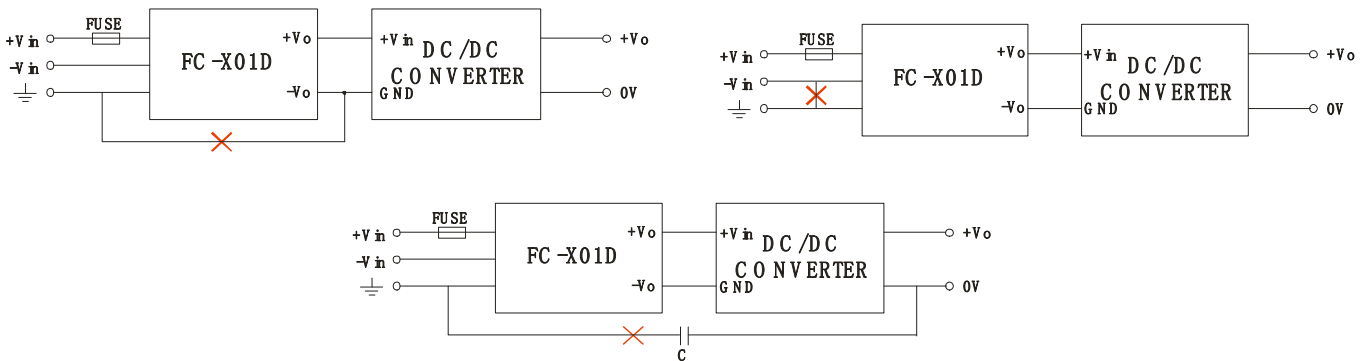 FUSE
+Vin
-Vin
FC-X01D
+Vo
-Vo
+Vin
GND
DC/DC
CONVERTER
+Vo
0V
FUSE
+Vin
-Vin
FC-X01D
+Vo
-Vo
+Vin
GND
DC/DC
CONVERTER
+Vo
0V
FUSE
+Vin
-Vin
FC-X01D
+Vo
-Vo
+Vin
GND
DC/DC
CONVERTER
+Vo
0V
C